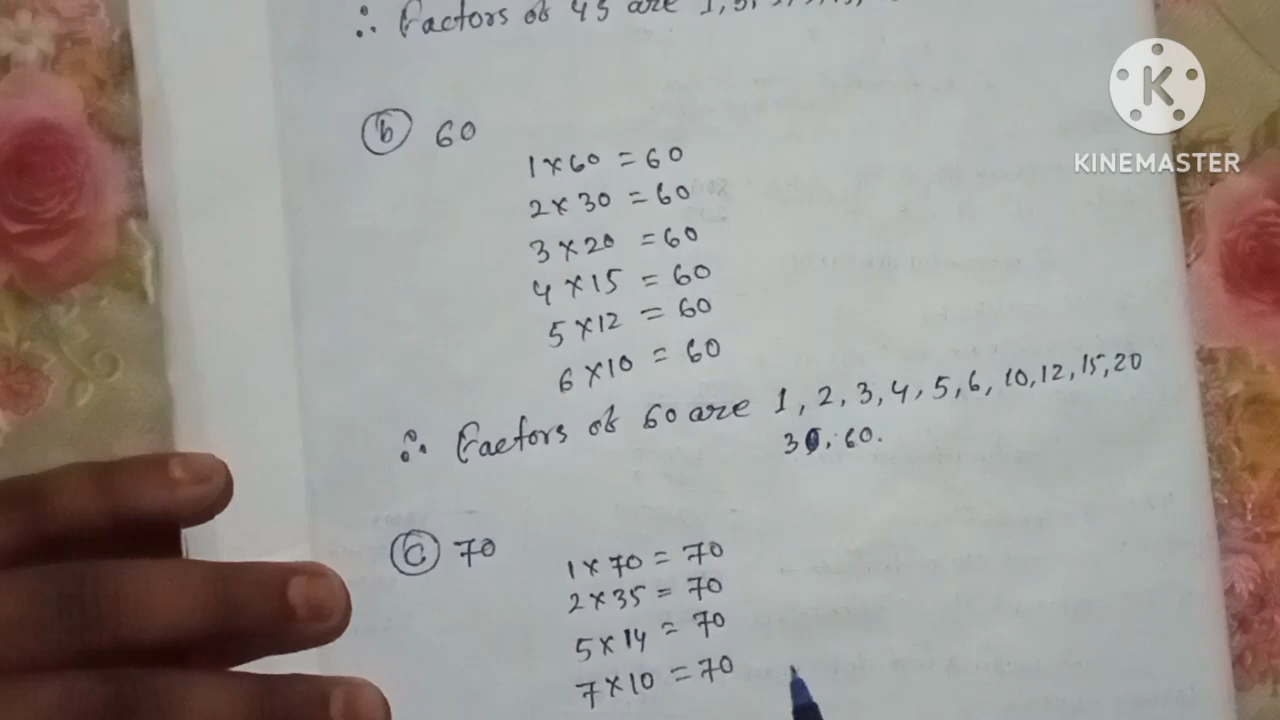 ∴ Factors of 45 are 1, 3,
KINEMASTER
b 60
1 × 60 = 60
2 × 30 = 60
3 × 20 = 60
4 × 15 = 60
5 × 12 = 60
6 × 10 = 60
∴ Factors of 60 are 1, 2, 3, 4, 5, 6, 10, 12, 15, 20
30, 60.
c 70
1 × 70 = 70
2 × 35 = 70
5 × 14 = 70
7 × 10 = 70